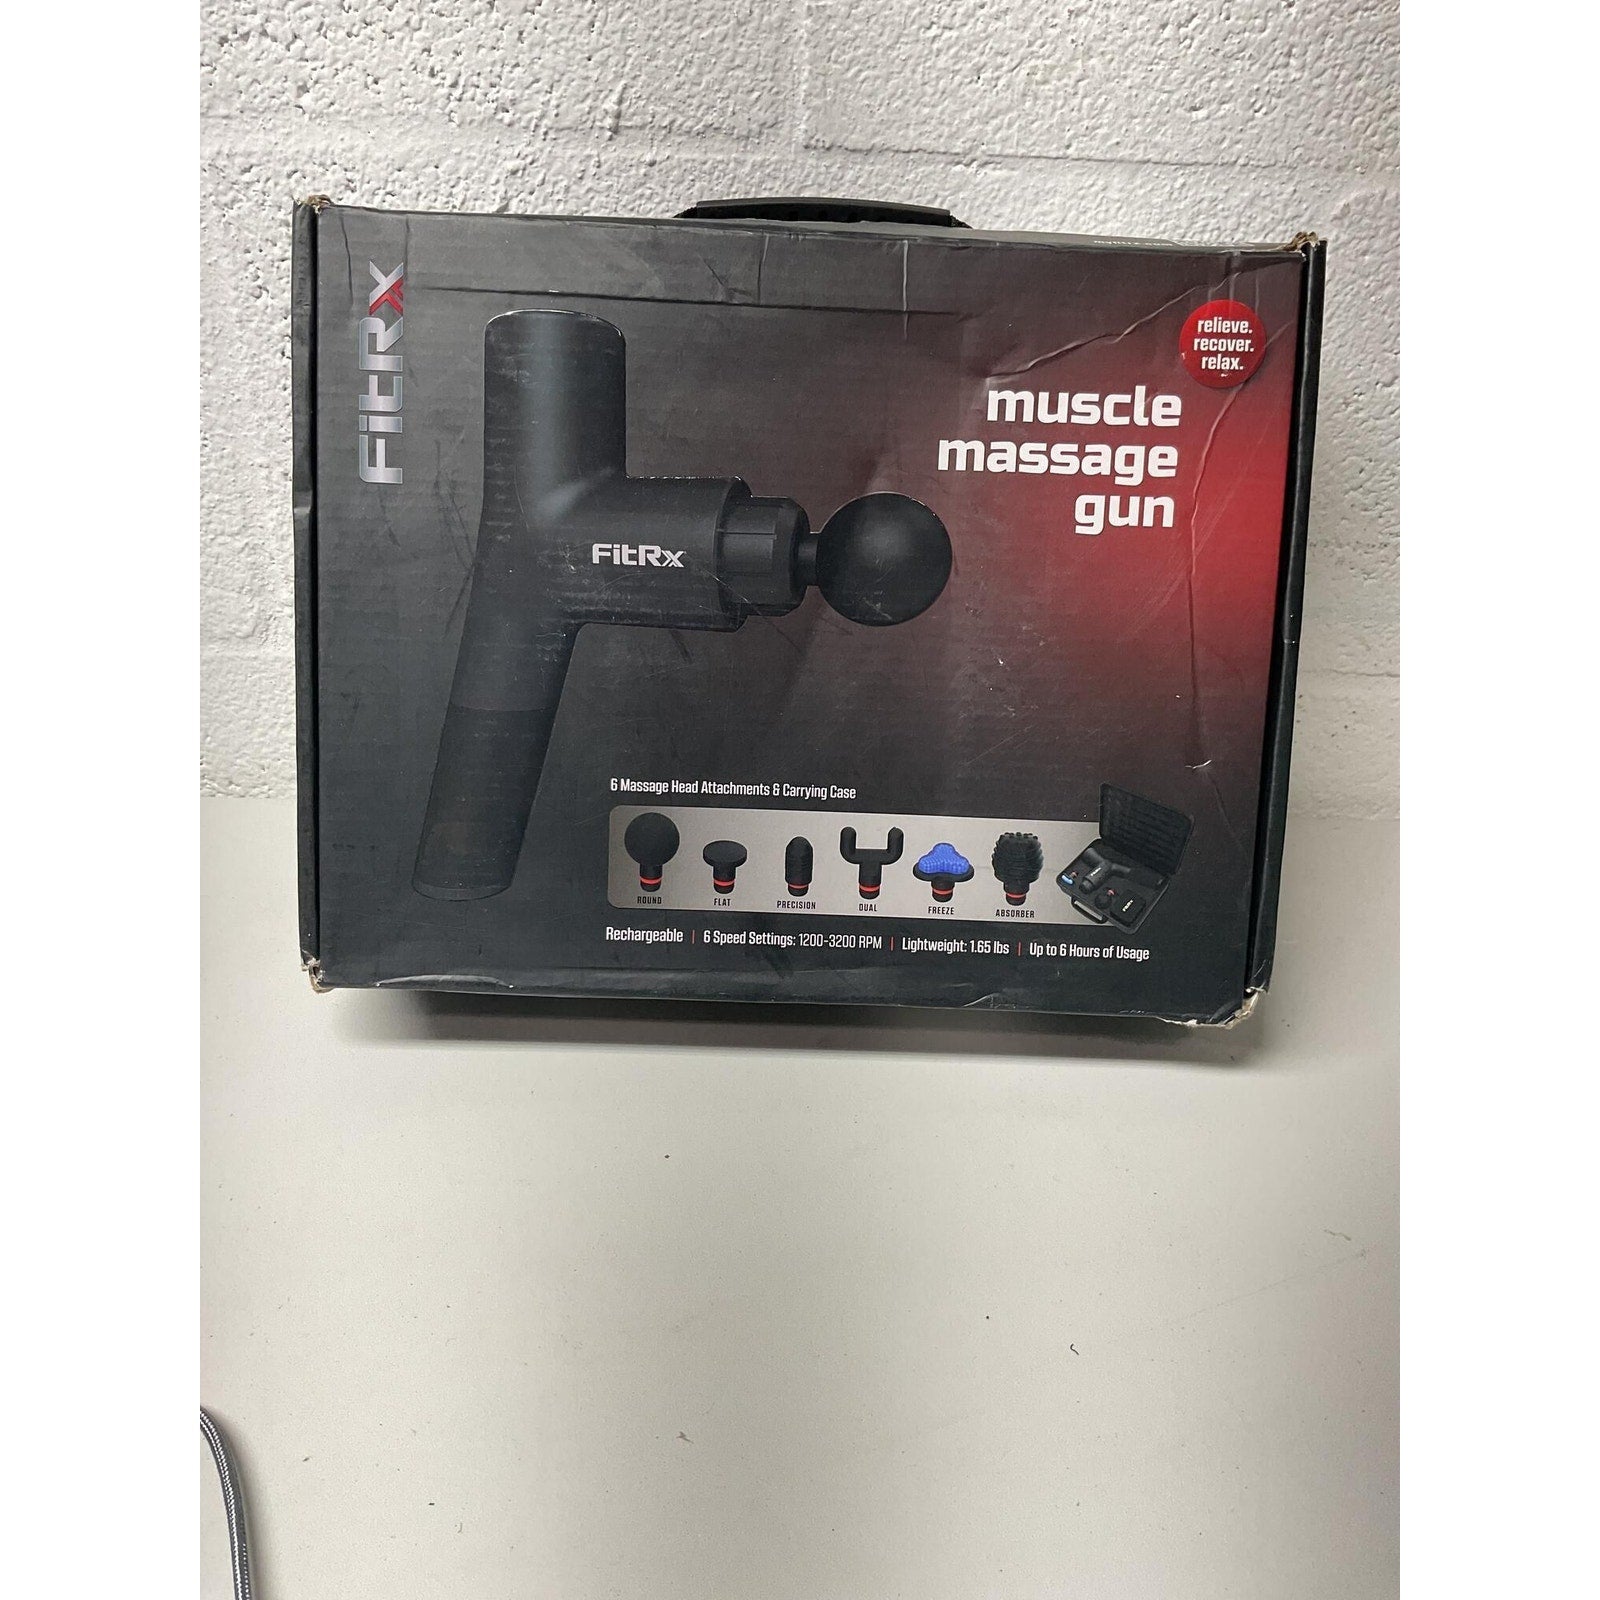 FitRx
relieve.
recover.
relax.
muscle
massage
gun
FitRx
6 Massage Head Attachments & Carrying Case
ROUND
FLAT
PRECISION
DUAL
FREEZE
ABSORBER
Rechargeable | 6 Speed Settings: 1200-3200 RPM | Lightweight: 1.65 lbs | Up to 6 Hours of Usage